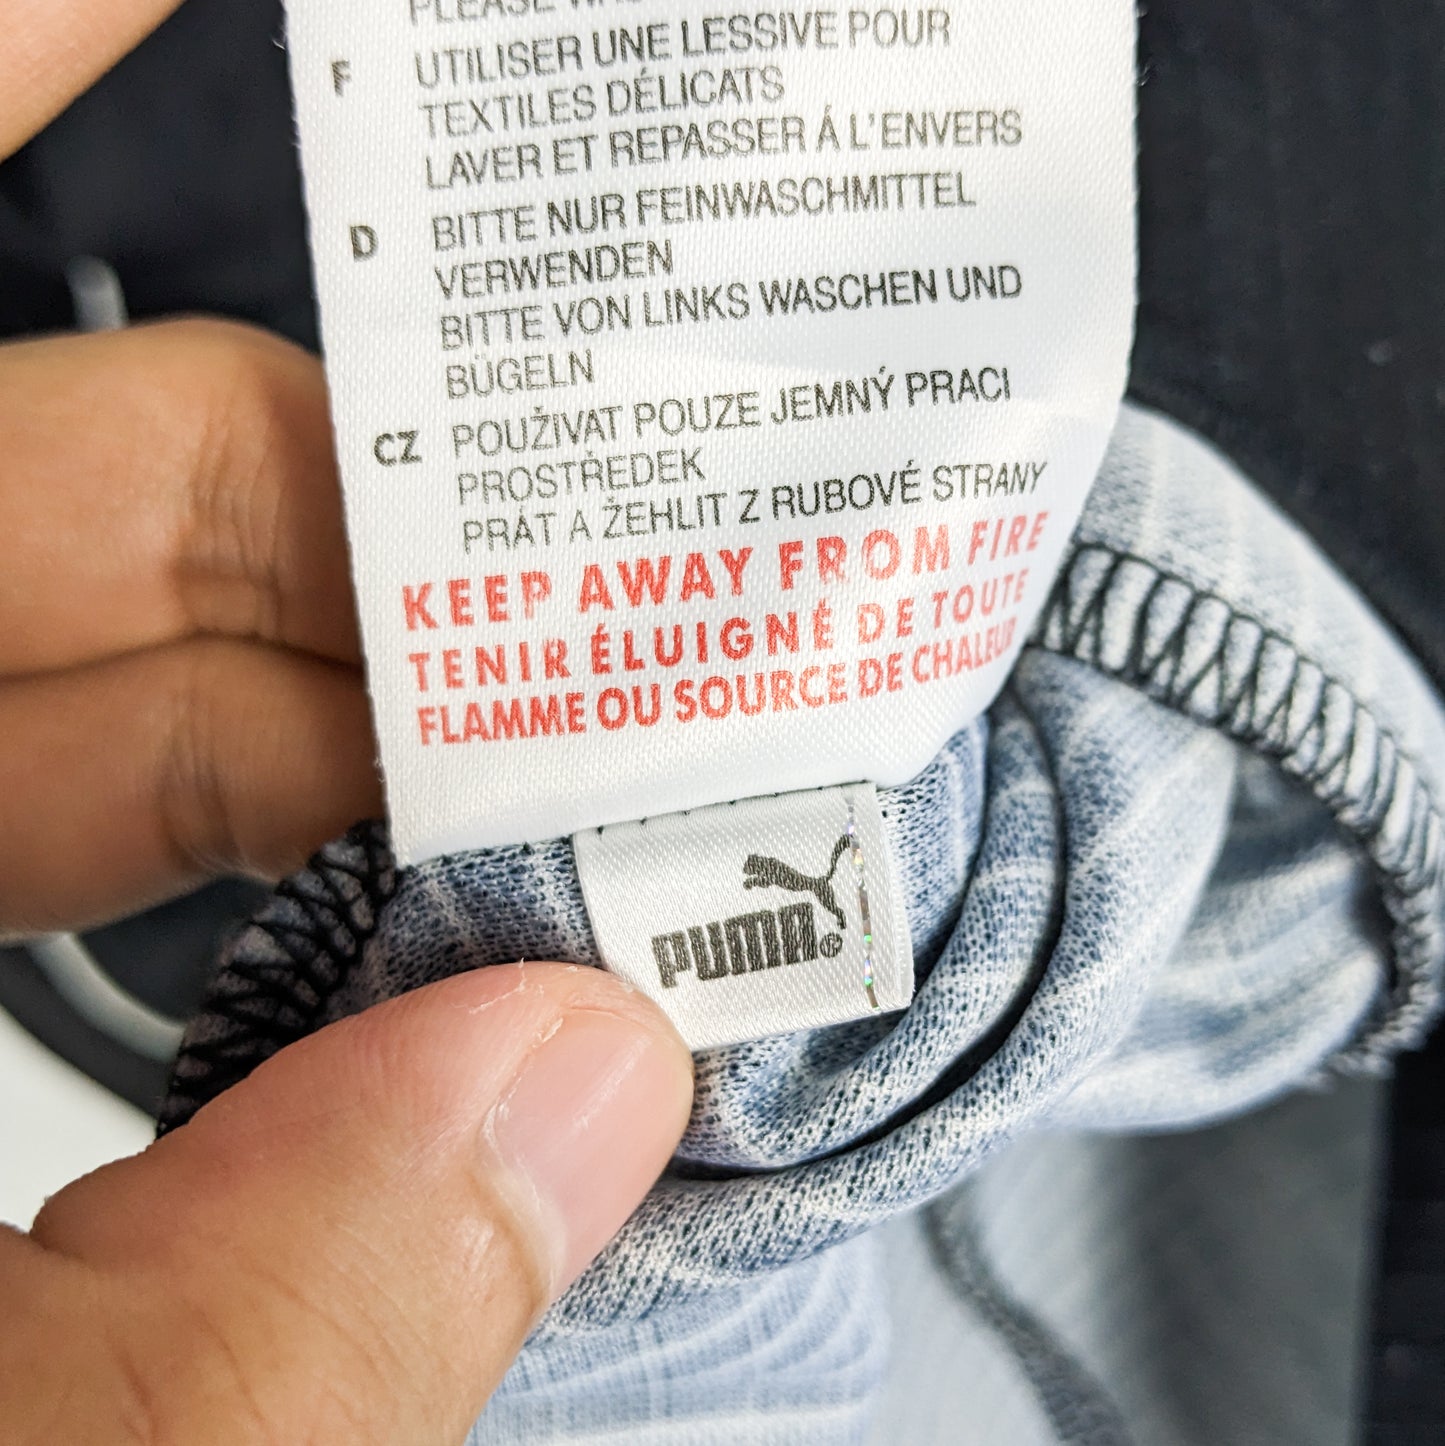 PLEASE
F UTILISER UNE LESSIVE POUR
TEXTILES DÉLICATS
LAVER ET REPASSER Á L'ENVERS
D BITTE NUR FEINWASCHMITTEL
VERWENDEN
BITTE VON LINKS WASCHEN UND
BÜGELN
CZ POUŽIVAT POUZE JEMNÝ PRACI
PROSTŘEDEK
PRÁT A ŽEHLIT Z RUBOVÉ STRANY
KEEP AWAY FROM FIRE
TENIR ÉLUIGNÉ DE TOUTE
FLAMME OU SOURCE DE CHALEUR
PUMA®